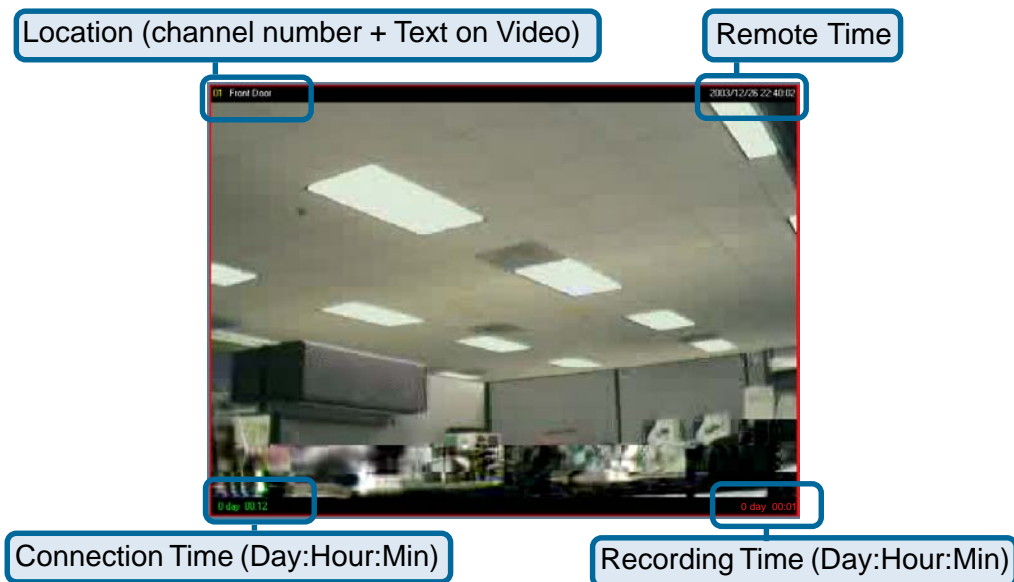 Location (channel number + Text on Video)
Remote Time
01 Front Door
2003/12/26 22:40:02
0 day 00:12
0 day 00:01
Connection Time (Day:Hour:Min)
Recording Time (Day:Hour:Min)